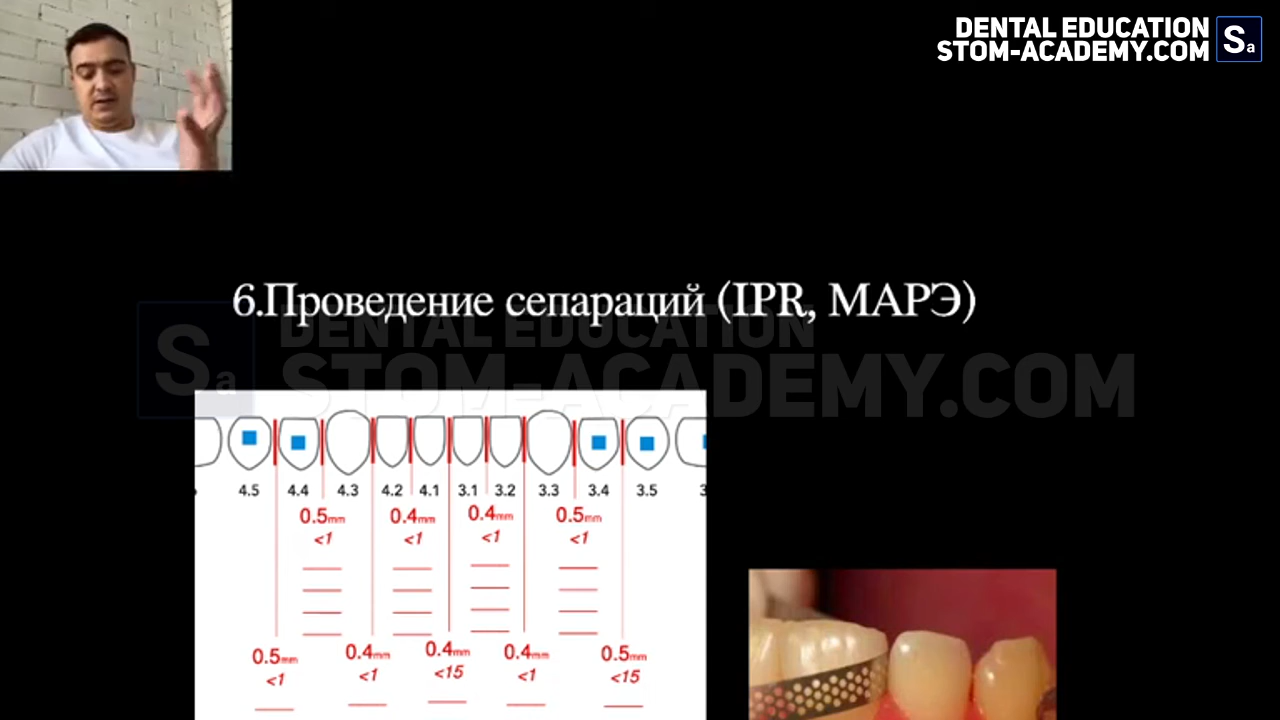 DENTAL EDUCATION
STOM-ACADEMY.COM
Sa
6.Проведение сепараций (IPR, МАРЭ)
Sa
DENTAL EDUCATION
STOM-ACADEMY.COM
4.5 4.4 4.3 4.2 4.1 3.1 3.2 3.3 3.4 3.5 3
0.5mm 0.4mm 0.4mm 0.5mm
<1 <1 <1 <1
0.5mm 0.4mm 0.4mm 0.4mm 0.5mm
<1 <1 <15 <1 <15